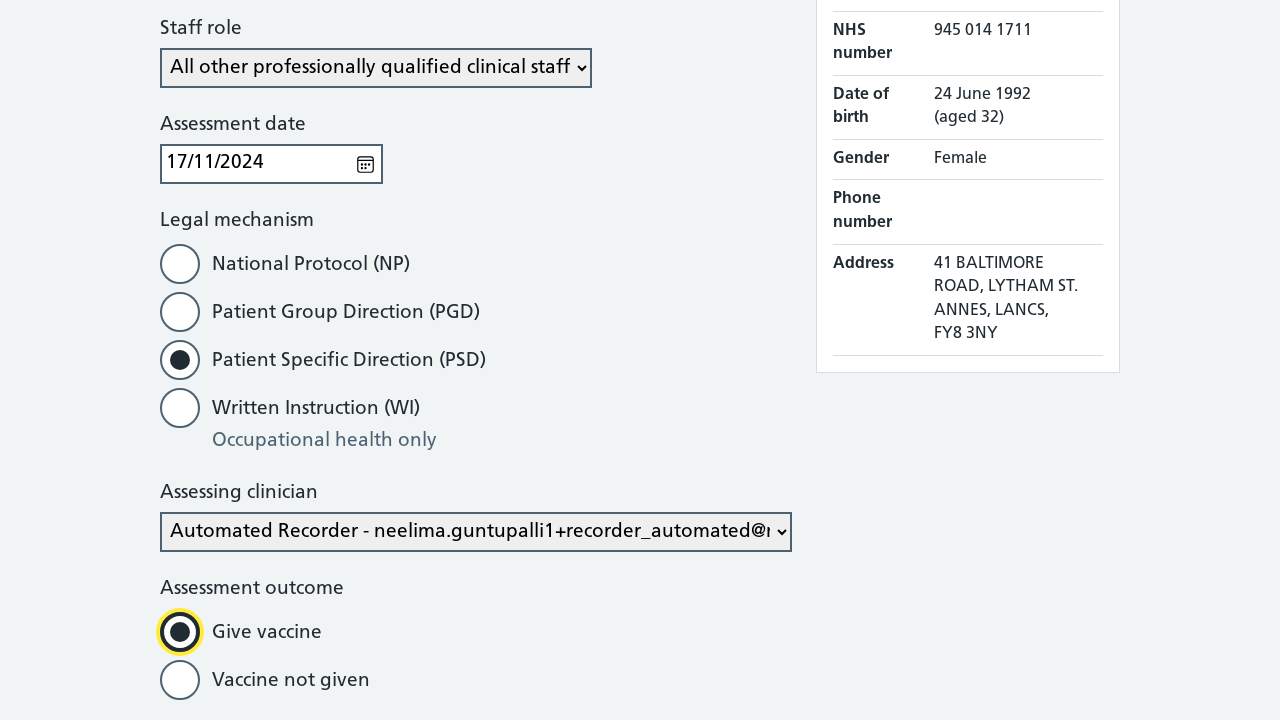 Staff role
All other professionally qualified clinical staff
Assessment date
17/11/2024
Legal mechanism
National Protocol (NP)
Patient Group Direction (PGD)
Patient Specific Direction (PSD)
Written Instruction (WI)
Occupational health only
Assessing clinician
Automated Recorder - neelima.guntupalli1+recorder_automated@
Assessment outcome
Give vaccine
Vaccine not given
NHS number
945 014 1711
Date of birth
24 June 1992
(aged 32)
Gender
Female
Phone number
Address
41 BALTIMORE
ROAD, LYTHAM ST.
ANNES, LANCS,
FY8 3NY